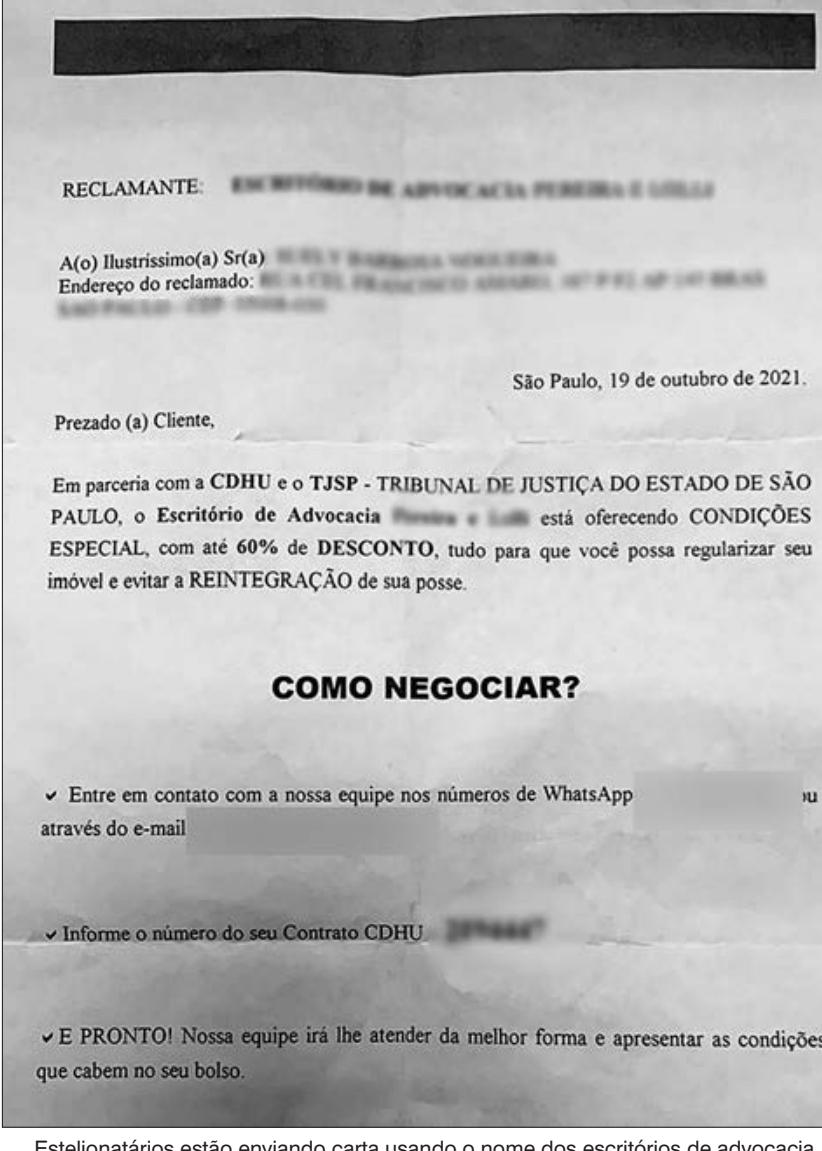 RECLAMANTE: ESCRITÓRIO DE ADVOCACIA PEREIRA E
A(o) Ilustríssimo(a) Sr(a)
Endereço do reclamado:
São Paulo, 19 de outubro de 2021.
Prezado (a) Cliente,
Em parceria com a CDHU e o TJSP - TRIBUNAL DE JUSTIÇA DO ESTADO DE SÃO
PAULO, o Escritório de Advocacia está oferecendo CONDIÇÕES
ESPECIAL, com até 60% de DESCONTO, tudo para que você possa regularizar seu
imóvel e evitar a REINTEGRAÇÃO de sua posse.
COMO NEGOCIAR?
✓ Entre em contato com a nossa equipe nos números de WhatsApp
através do e-mail
✓ Informe o número do seu Contrato CDHU
✓ E PRONTO! Nossa equipe irá lhe atender da melhor forma e apresentar as condições
que cabem no seu bolso.
Estelionatários estão enviando carta usando o nome dos escritórios de advocacia